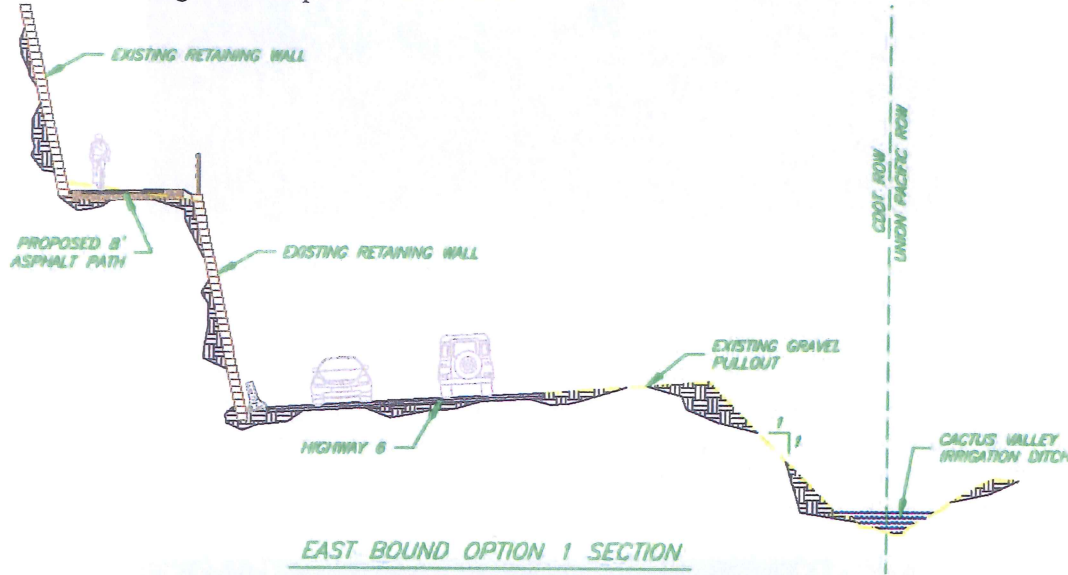 EXISTING RETAINING WALL
CDOT ROW
UNION PACIFIC ROW
PROPOSED 8'
ASPHALT PATH
EXISTING RETAINING WALL
EXISTING GRAVEL
PULLOUT
1
1
HIGHWAY 6
CACTUS VALLEY
IRRIGATION DITCH
EAST BOUND OPTION 1 SECTION